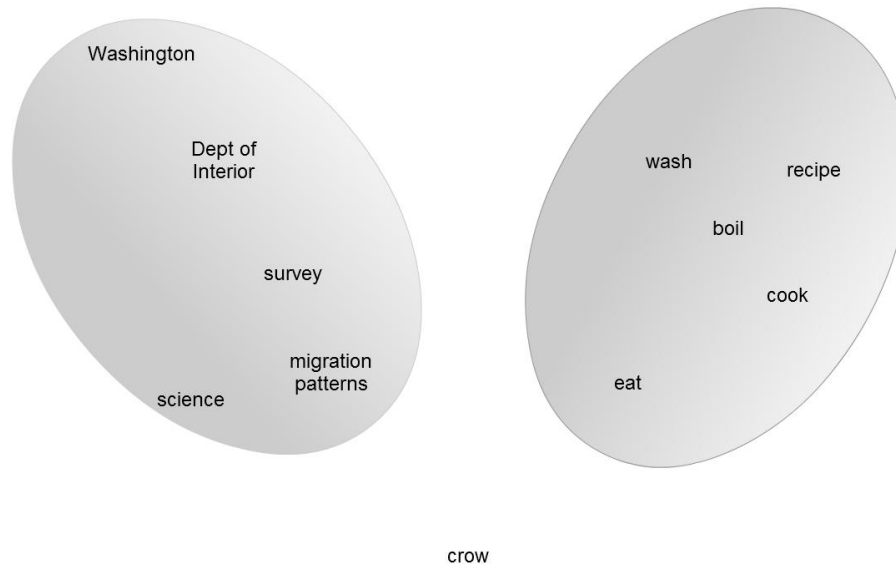 Washington
Dept of
Interior
survey
migration
patterns
science
wash
recipe
boil
cook
eat
crow